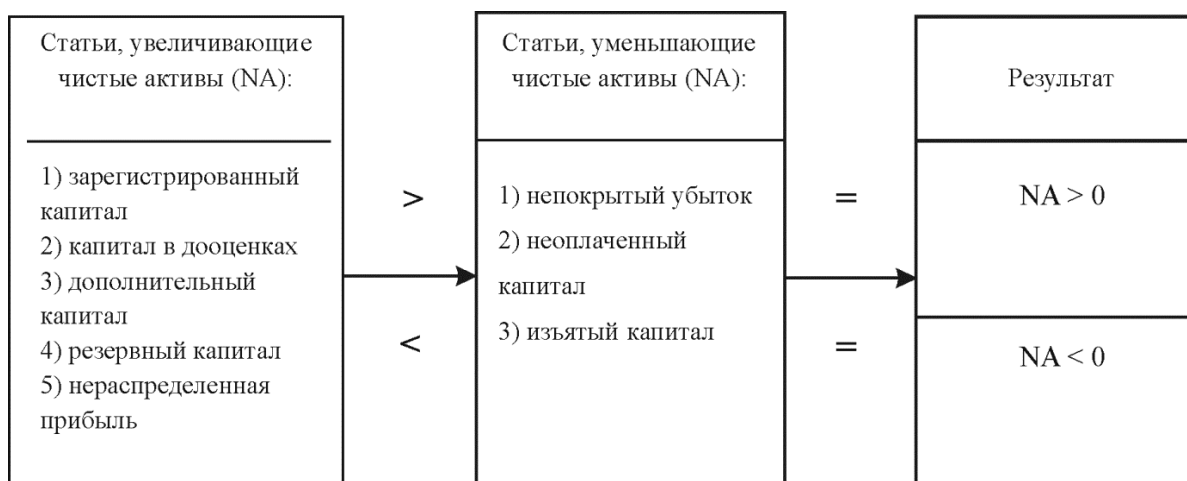 Статьи, увеличивающие
чистые активы (NA):
1) зарегистрированный
капитал
2) капитал в дооценках
3) дополнительный
капитал
4) резервный капитал
5) нераспределенная
прибыль
>
<
Статьи, уменьшающие
чистые активы (NA):
1) непокрытый убыток
2) неоплаченный
капитал
3) изъятый капитал
=
=
Результат
NA > 0
NA < 0